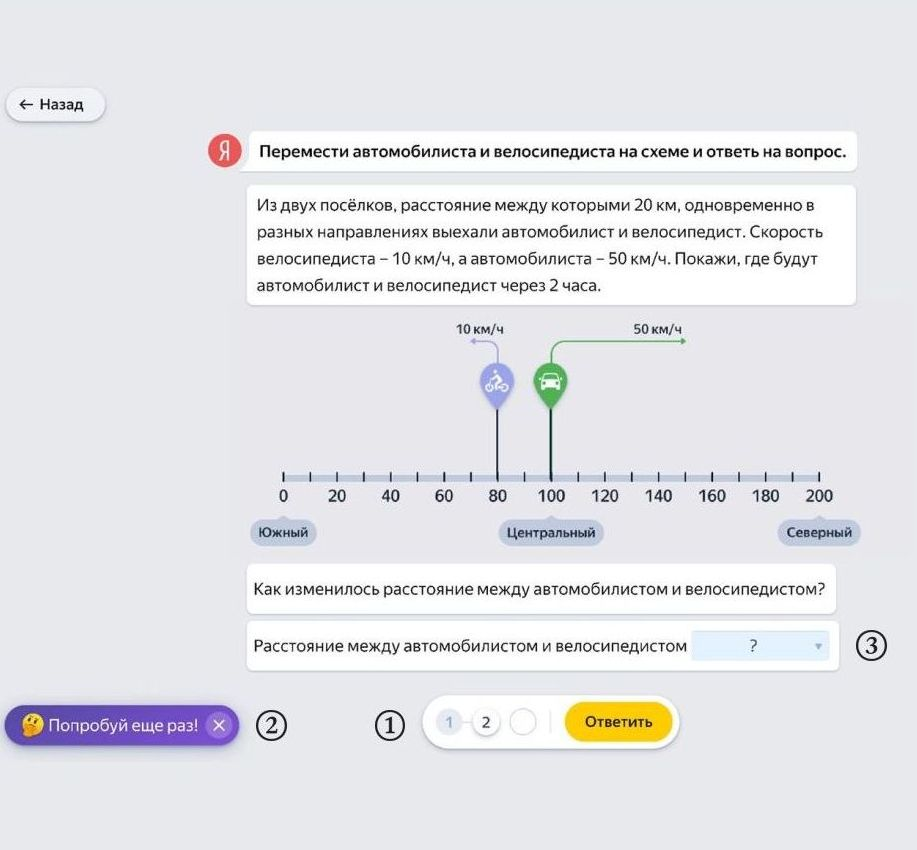 ← Назад
Я
Перемести автомобилиста и велосипедиста на схеме и ответь на вопрос.
Из двух посёлков, расстояние между которыми 20 км, одновременно в
разных направлениях выехали автомобилист и велосипедист. Скорость
велосипедиста – 10 км/ч, а автомобилиста – 50 км/ч. Покажи, где будут
автомобилист и велосипедист через 2 часа.
10 км/ч 50 км/ч
0 20 40 60 80 100 120 140 160 180 200
Южный Центральный Северный
Как изменилось расстояние между автомобилистом и велосипедистом?
Расстояние между автомобилистом и велосипедистом ? ③
Попробуй еще раз! ② ① 1 2 Ответить